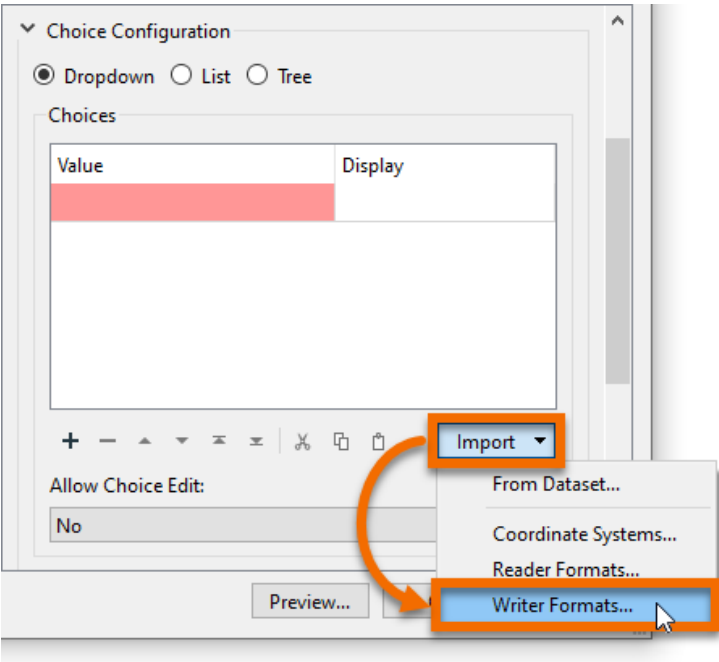 Choice Configuration
Dropdown List Tree
Choices
Value Display
Import
From Dataset...
Allow Choice Edit:
No
Coordinate Systems...
Reader Formats...
Preview...
Writer Formats...